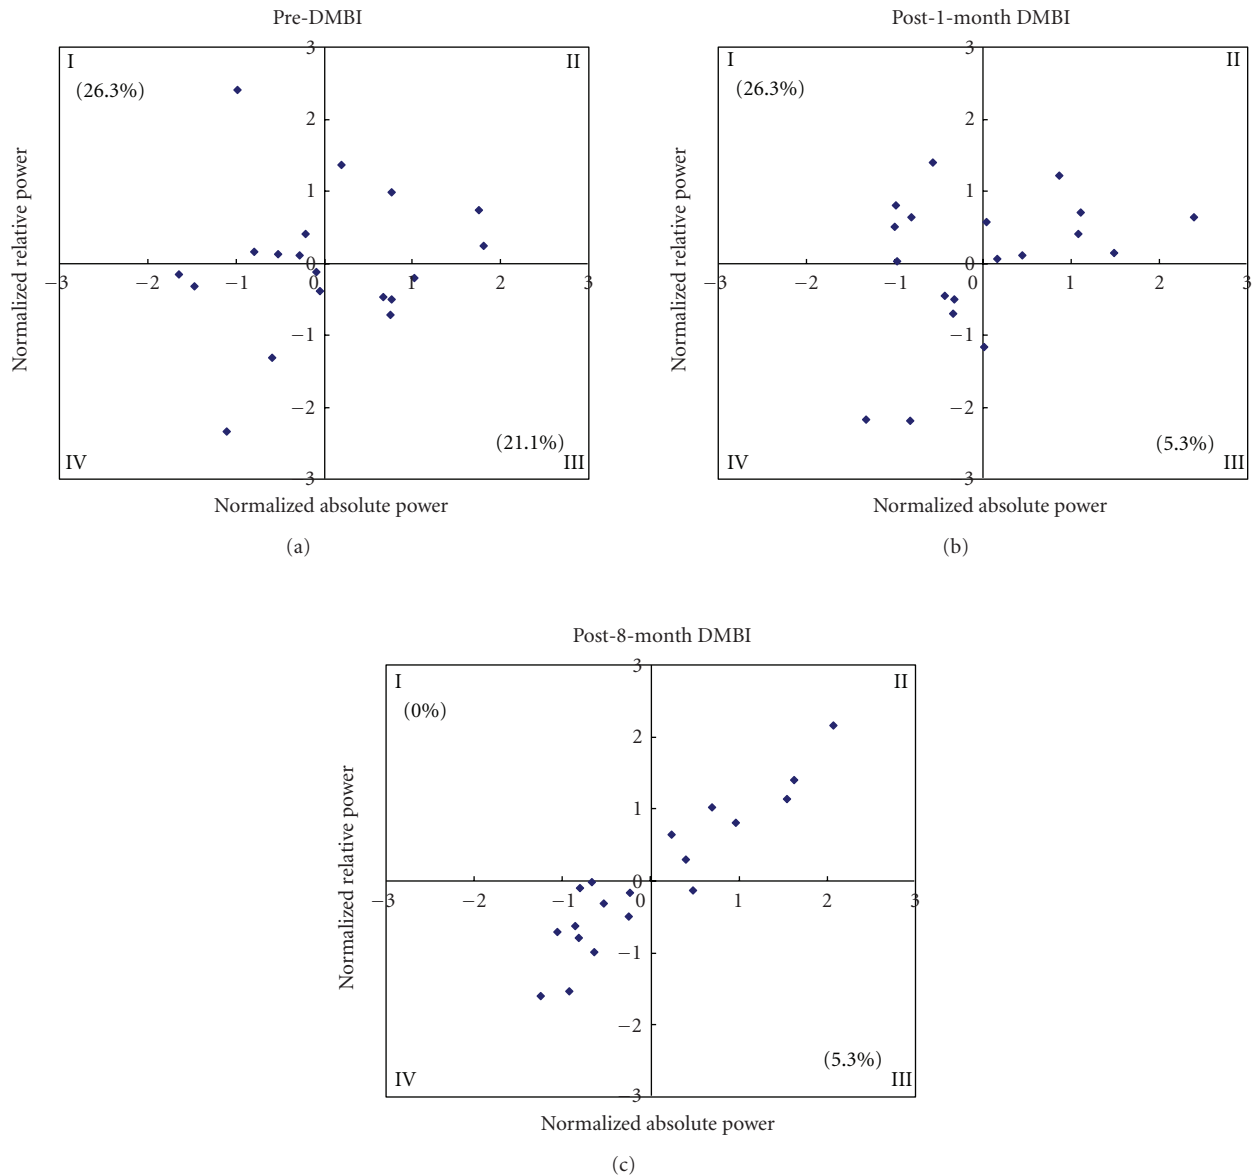 Pre-DMBI
3
I
II
(26.3%)
2
1
0
−3
−2
−1
0
1
2
3
−1
−2
(21.1%)
IV
III
3
Normalized relative power
Normalized absolute power
(a)
Post-1-month DMBI
3
I
II
(26.3%)
2
1
0
−3
−2
−1
0
1
2
3
−1
−2
(5.3%)
IV
III
−3
Normalized relative power
Normalized absolute power
(b)
Post-8-month DMBI
3
I
II
(0%)
2
1
0
−3
−2
−1
0
1
2
3
−1
−2
(5.3%)
IV
III
−3
Normalized relative power
Normalized absolute power
(c)